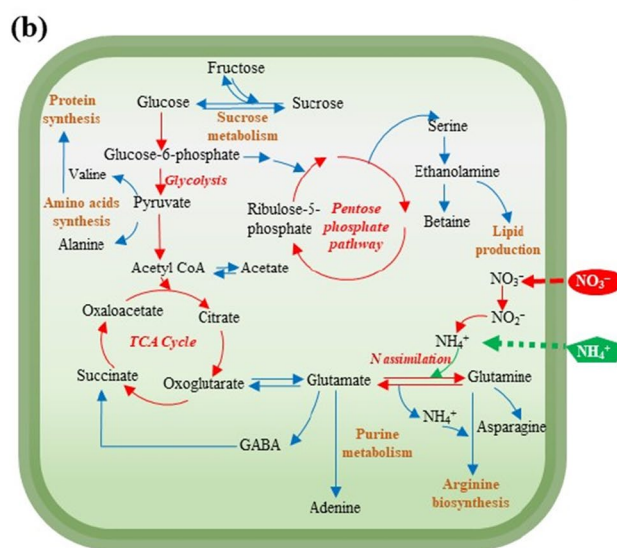 (b)
Fructose
Protein
synthesis
Glucose
Sucrose
Sucrose
metabolism
Serine
Glucose-6-phosphate
Valine
Glycolysis
Ethanolamine
Amino acids
synthesis
Pyruvate
Ribulose-5-
phosphate
Pentose
phosphate
pathway
Betaine
Lipid
production
Alanine
Acetyl CoA
Acetate
NO₃⁻
NO₃⁻
Oxaloacetate
Citrate
NO₂⁻
TCA Cycle
NH₄⁺
NH₄⁺
N assimilation
Succinate
Oxoglutarate
Glutamate
Glutamine
NH₄⁺
Asparagine
GABA
Purine
metabolism
Arginine
biosynthesis
Adenine